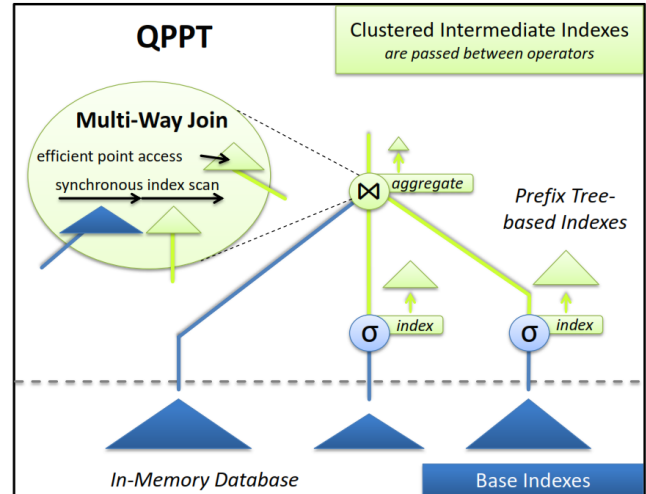 QPPT
Clustered Intermediate Indexes
are passed between operators
Multi-Way Join
efficient point access
synchronous index scan
⋈
aggregate
Prefix Tree-
based Indexes
σ
index
σ
index
In-Memory Database
Base Indexes